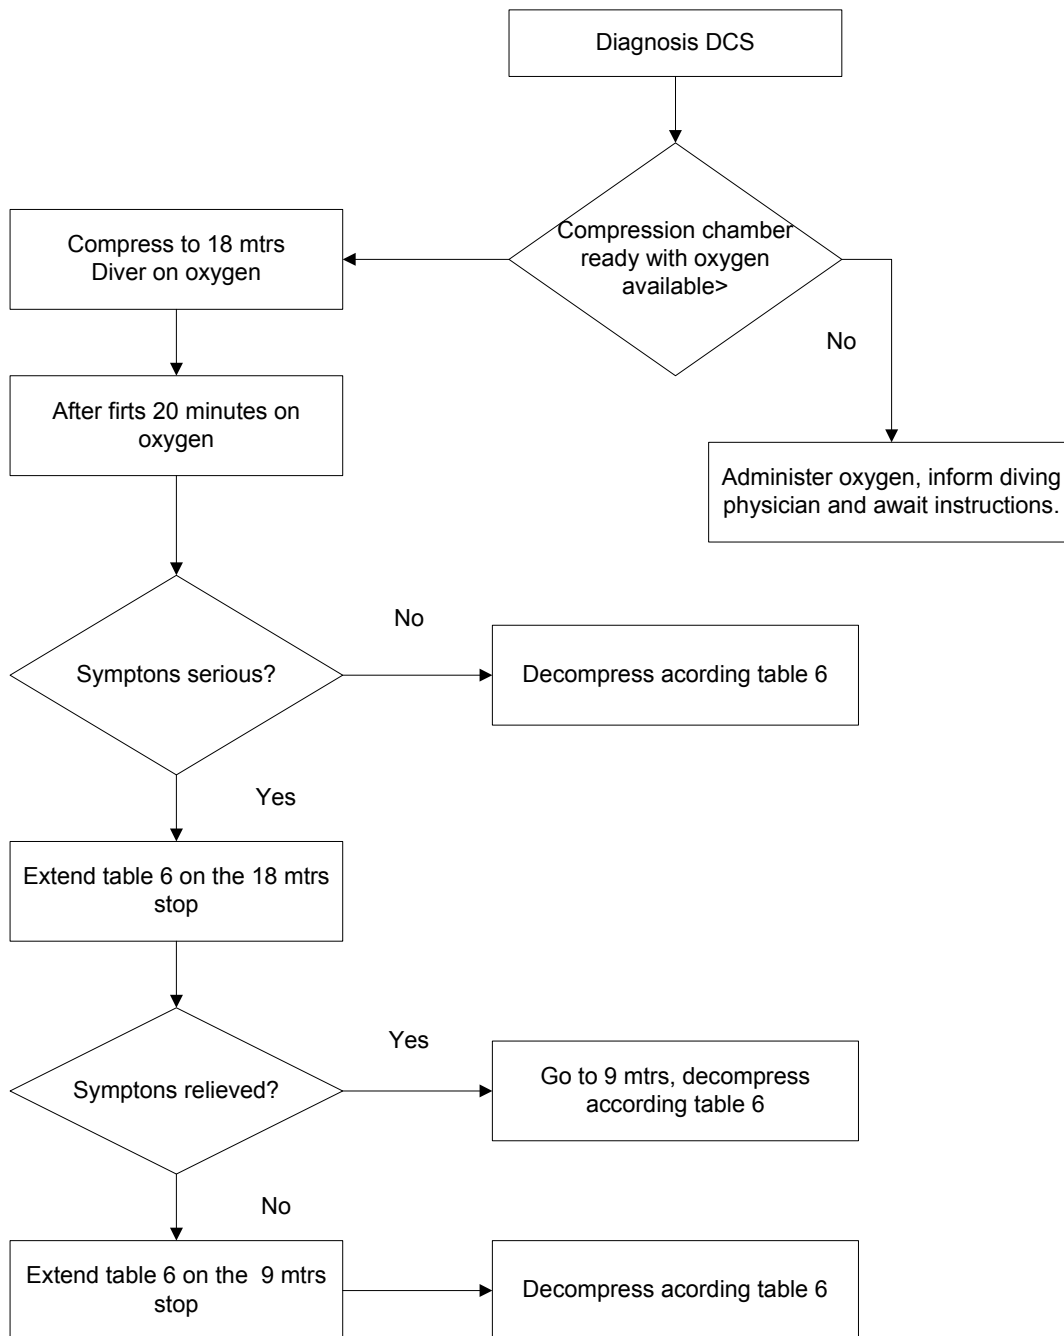 Diagnosis DCS
Compression chamber
ready with oxygen
available>
Compress to 18 mtrs
Diver on oxygen
No
After firts 20 minutes on
oxygen
Administer oxygen, inform diving
physician and await instructions.
Symptons serious?
No
Decompress acording table 6
Yes
Extend table 6 on the 18 mtrs
stop
Symptons relieved?
Yes
Go to 9 mtrs, decompress
according table 6
No
Extend table 6 on the  9 mtrs
stop
Decompress acording table 6